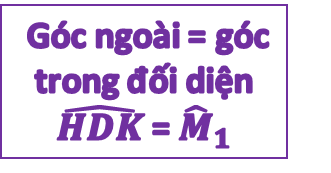 Góc ngoài = góc
trong đối diện
$\widehat{HDK} = \widehat{M}_1$